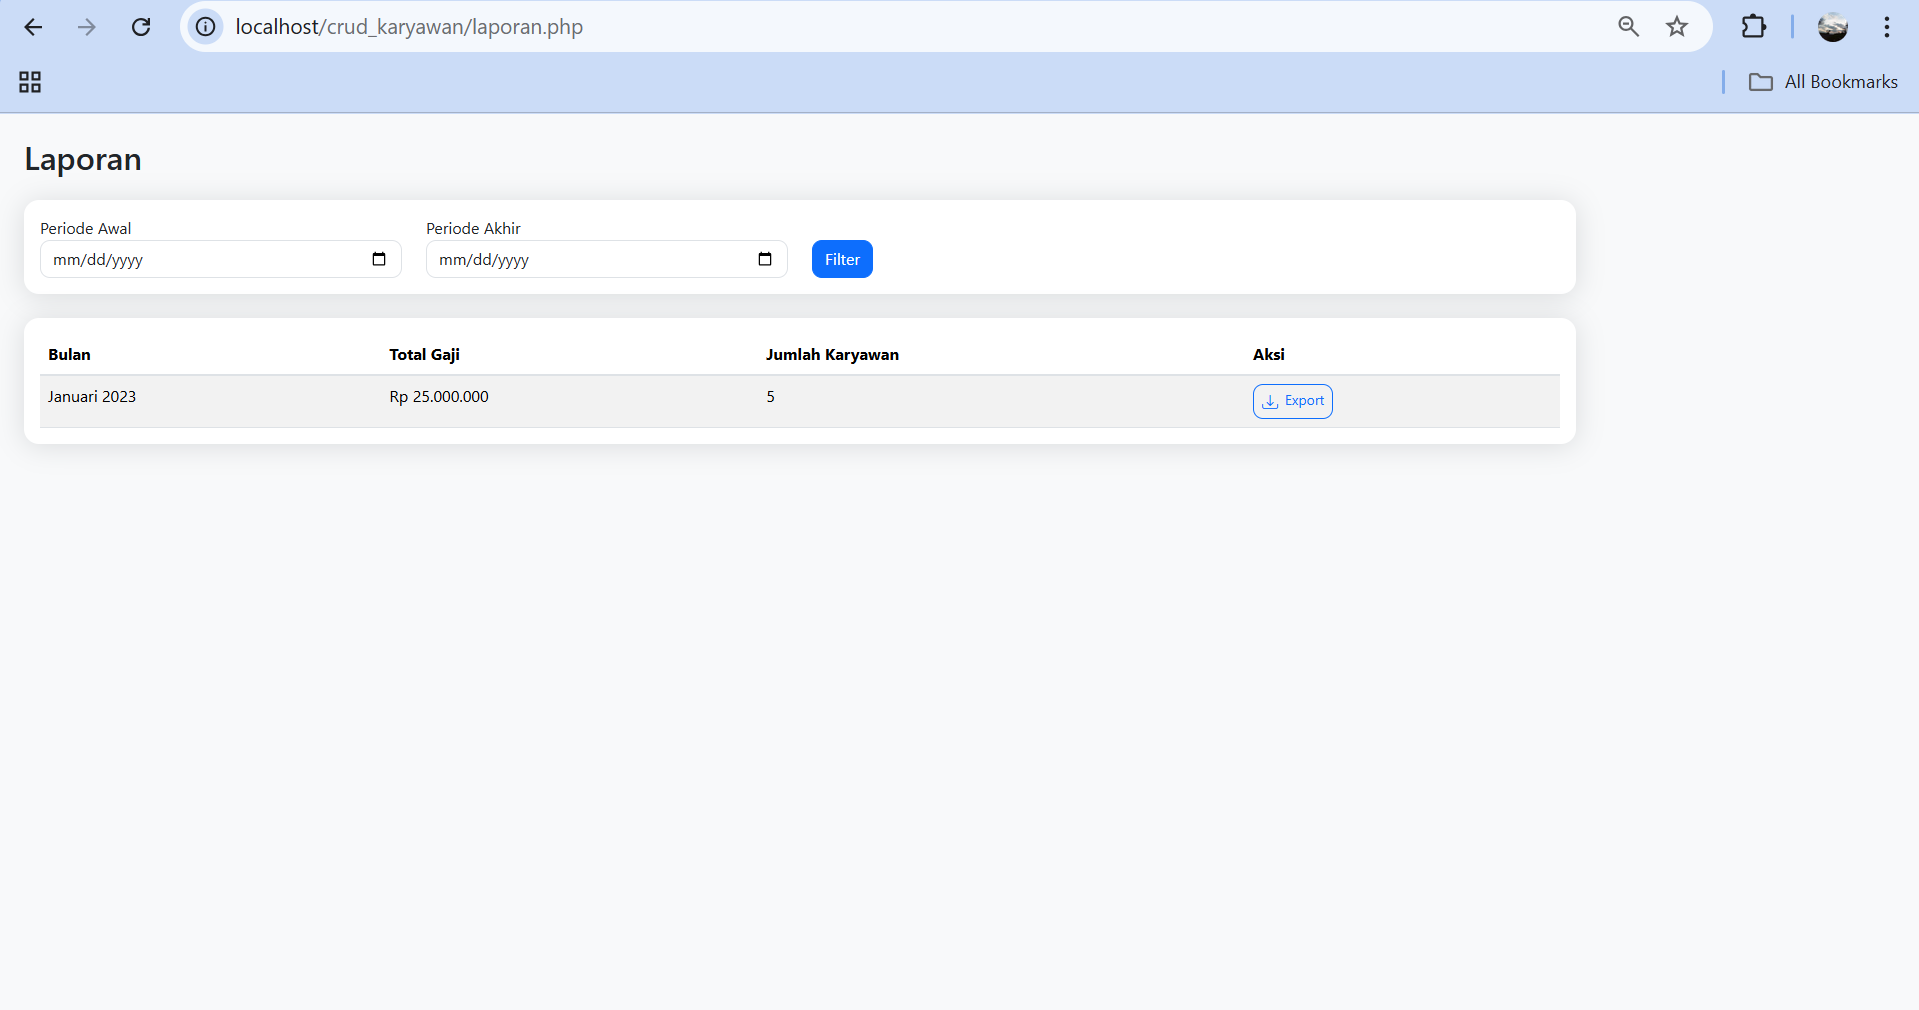 localhost/crud_karyawan/laporan.php
All Bookmarks
Laporan
Periode Awal
Periode Akhir
mm/dd/yyyy
mm/dd/yyyy
Filter
Bulan Total Gaji Jumlah Karyawan Aksi
Januari 2023 Rp 25.000.000 5 Export